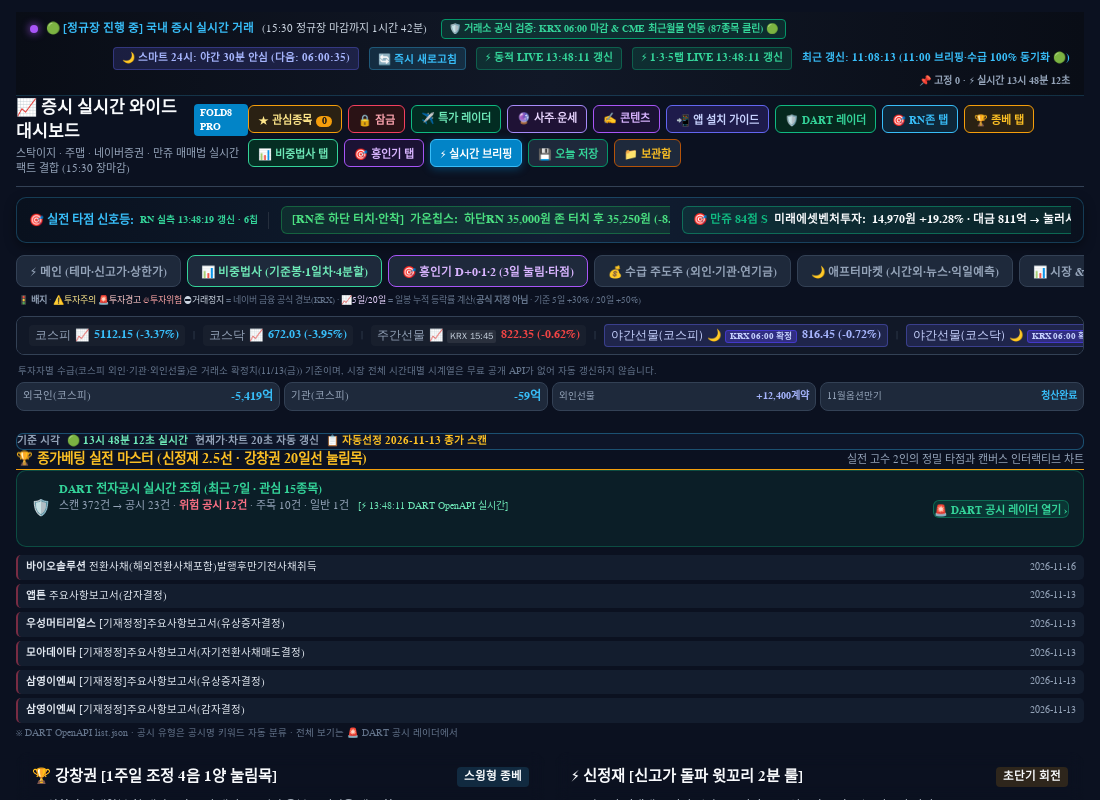 🟢 [정규장 진행 중] 국내 증시 실시간 거래 (15:30 정규장 마감까지 1시간 42분) 🛡️ 거래소 공식 검증: KRX 06:00 마감 & CME 최근월물 연동 (87종목 클린) 🟢
🌙 스마트 24시: 야간 30분 안심 (다음: 06:00:35) 🔄 즉시 새로고침 ⚡ 동적 LIVE 13:48:11 갱신 ⚡ 1·3·5탭 LIVE 13:48:11 갱신 최근 갱신: 11:08:13 (11:00 브리핑·수급 100% 동기화 🟢)
📌 고정 0 · ⚡ 실시간 13시 48분 12초
📈 증시 실시간 와이드 대시보드
FOLD8 PRO
스탁이지 · 주맵 · 네이버증권 · 만쥬 매매법 실시간 팩트 결합 (15:30 장마감)
★ 관심종목 0 🔒 잠금 ✈️ 특가 레이더 🔮 사주·운세 ✍️ 콘텐츠 📲 앱 설치 가이드 🛡️ DART 레이더 🎯 RN존 탭 🏆 종베 탭
📊 비중법사 탭 🎯 홍인기 탭 ⚡ 실시간 브리핑 💾 오늘 저장 📁 보관함
🎯 실전 타점 신호등: RN 실측 13:48:19 갱신 · 6칩 [RN존 하단 터치·안착] 가온칩스: 하단RN 35,000원 존 터치 후 35,250원 (-8. 🎯 만쥬 84점 S 미래에셋벤처투자: 14,970원 +19.28% · 대금 811억 → 눌러시
⚡ 메인 (테마·신고가·상한가) 📊 비중법사 (기준봉·1일차·4분할) 🎯 홍인기 D+0·1·2 (3일 눌림·타점) 💰 수급 주도주 (외인·기관·연기금) 🌙 애프터마켓 (시간외·뉴스·익일예측) 📊 시장 &
🚦 배지 · ⚠️투자주의 🚨투자경고 ⛔투자위험 ⛔거래정지 = 네이버 금융 공식 경보(KRX) · 📈5일/20일 = 일봉 누적 등락률 계산(공식 지정 아님 · 기준 5일 +30% / 20일 +50%)
코스피 📈 5112.15 (-3.37%) 코스닥 📈 672.03 (-3.95%) 주간선물 📈 KRX 15:45 822.35 (-0.62%) 야간선물(코스피) 🌙 KRX 06:00 확정 816.45 (-0.72%) 야간선물(코스닥) 🌙 KRX 06:00
투자자별 수급(코스피 외인·기관·외인선물)은 거래소 확정치(11/13(금)) 기준이며, 시장 전체 시간대별 시계열은 무료 공개 API가 없어 자동 갱신하지 않습니다.
외국인(코스피) -5,419억 기관(코스피) -59억 외인선물 +12,400계약 11월옵션만기 청산완료
기준 시각 🟢 13시 48분 12초 실시간 현재가·차트 20초 자동 갱신 📋 자동선정 2026-11-13 종가 스캔
🏆 종가베팅 실전 마스터 (신정재 2.5선 · 강창권 20일선 눌림목) 실전 고수 2인의 정밀 타점과 캔버스 인터랙티브 차트
🛡️ DART 전자공시 실시간 조회 (최근 7일 · 관심 15종목)
스캔 372건 → 공시 23건 · 위험 공시 12건 · 주목 10건 · 일반 1건 [⚡ 13:48:11 DART OpenAPI 실시간]
🚨 DART 공시 레이더 열기 ›
바이오솔루션 전환사채(해외전환사채포함)발행후만기전사채취득 2026-11-16
앱튼 주요사항보고서(감자결정) 2026-11-13
우성머티리얼스 [기재정정]주요사항보고서(유상증자결정) 2026-11-13
모아데이타 [기재정정]주요사항보고서(자기전환사채매도결정) 2026-11-13
삼영이엔씨 [기재정정]주요사항보고서(유상증자결정) 2026-11-13
삼영이엔씨 [기재정정]주요사항보고서(감자결정) 2026-11-13
※ DART OpenAPI list.json · 공시 유형은 공시명 키워드 자동 분류 · 전체 보기는 🚨 DART 공시 레이더에서
🏆 강창권 [1주일 조정 4음 1양 눌림목] 스윙형 종베
⚡ 신정재 [신고가 돌파 윗꼬리 2분 룰] 초단기 회전